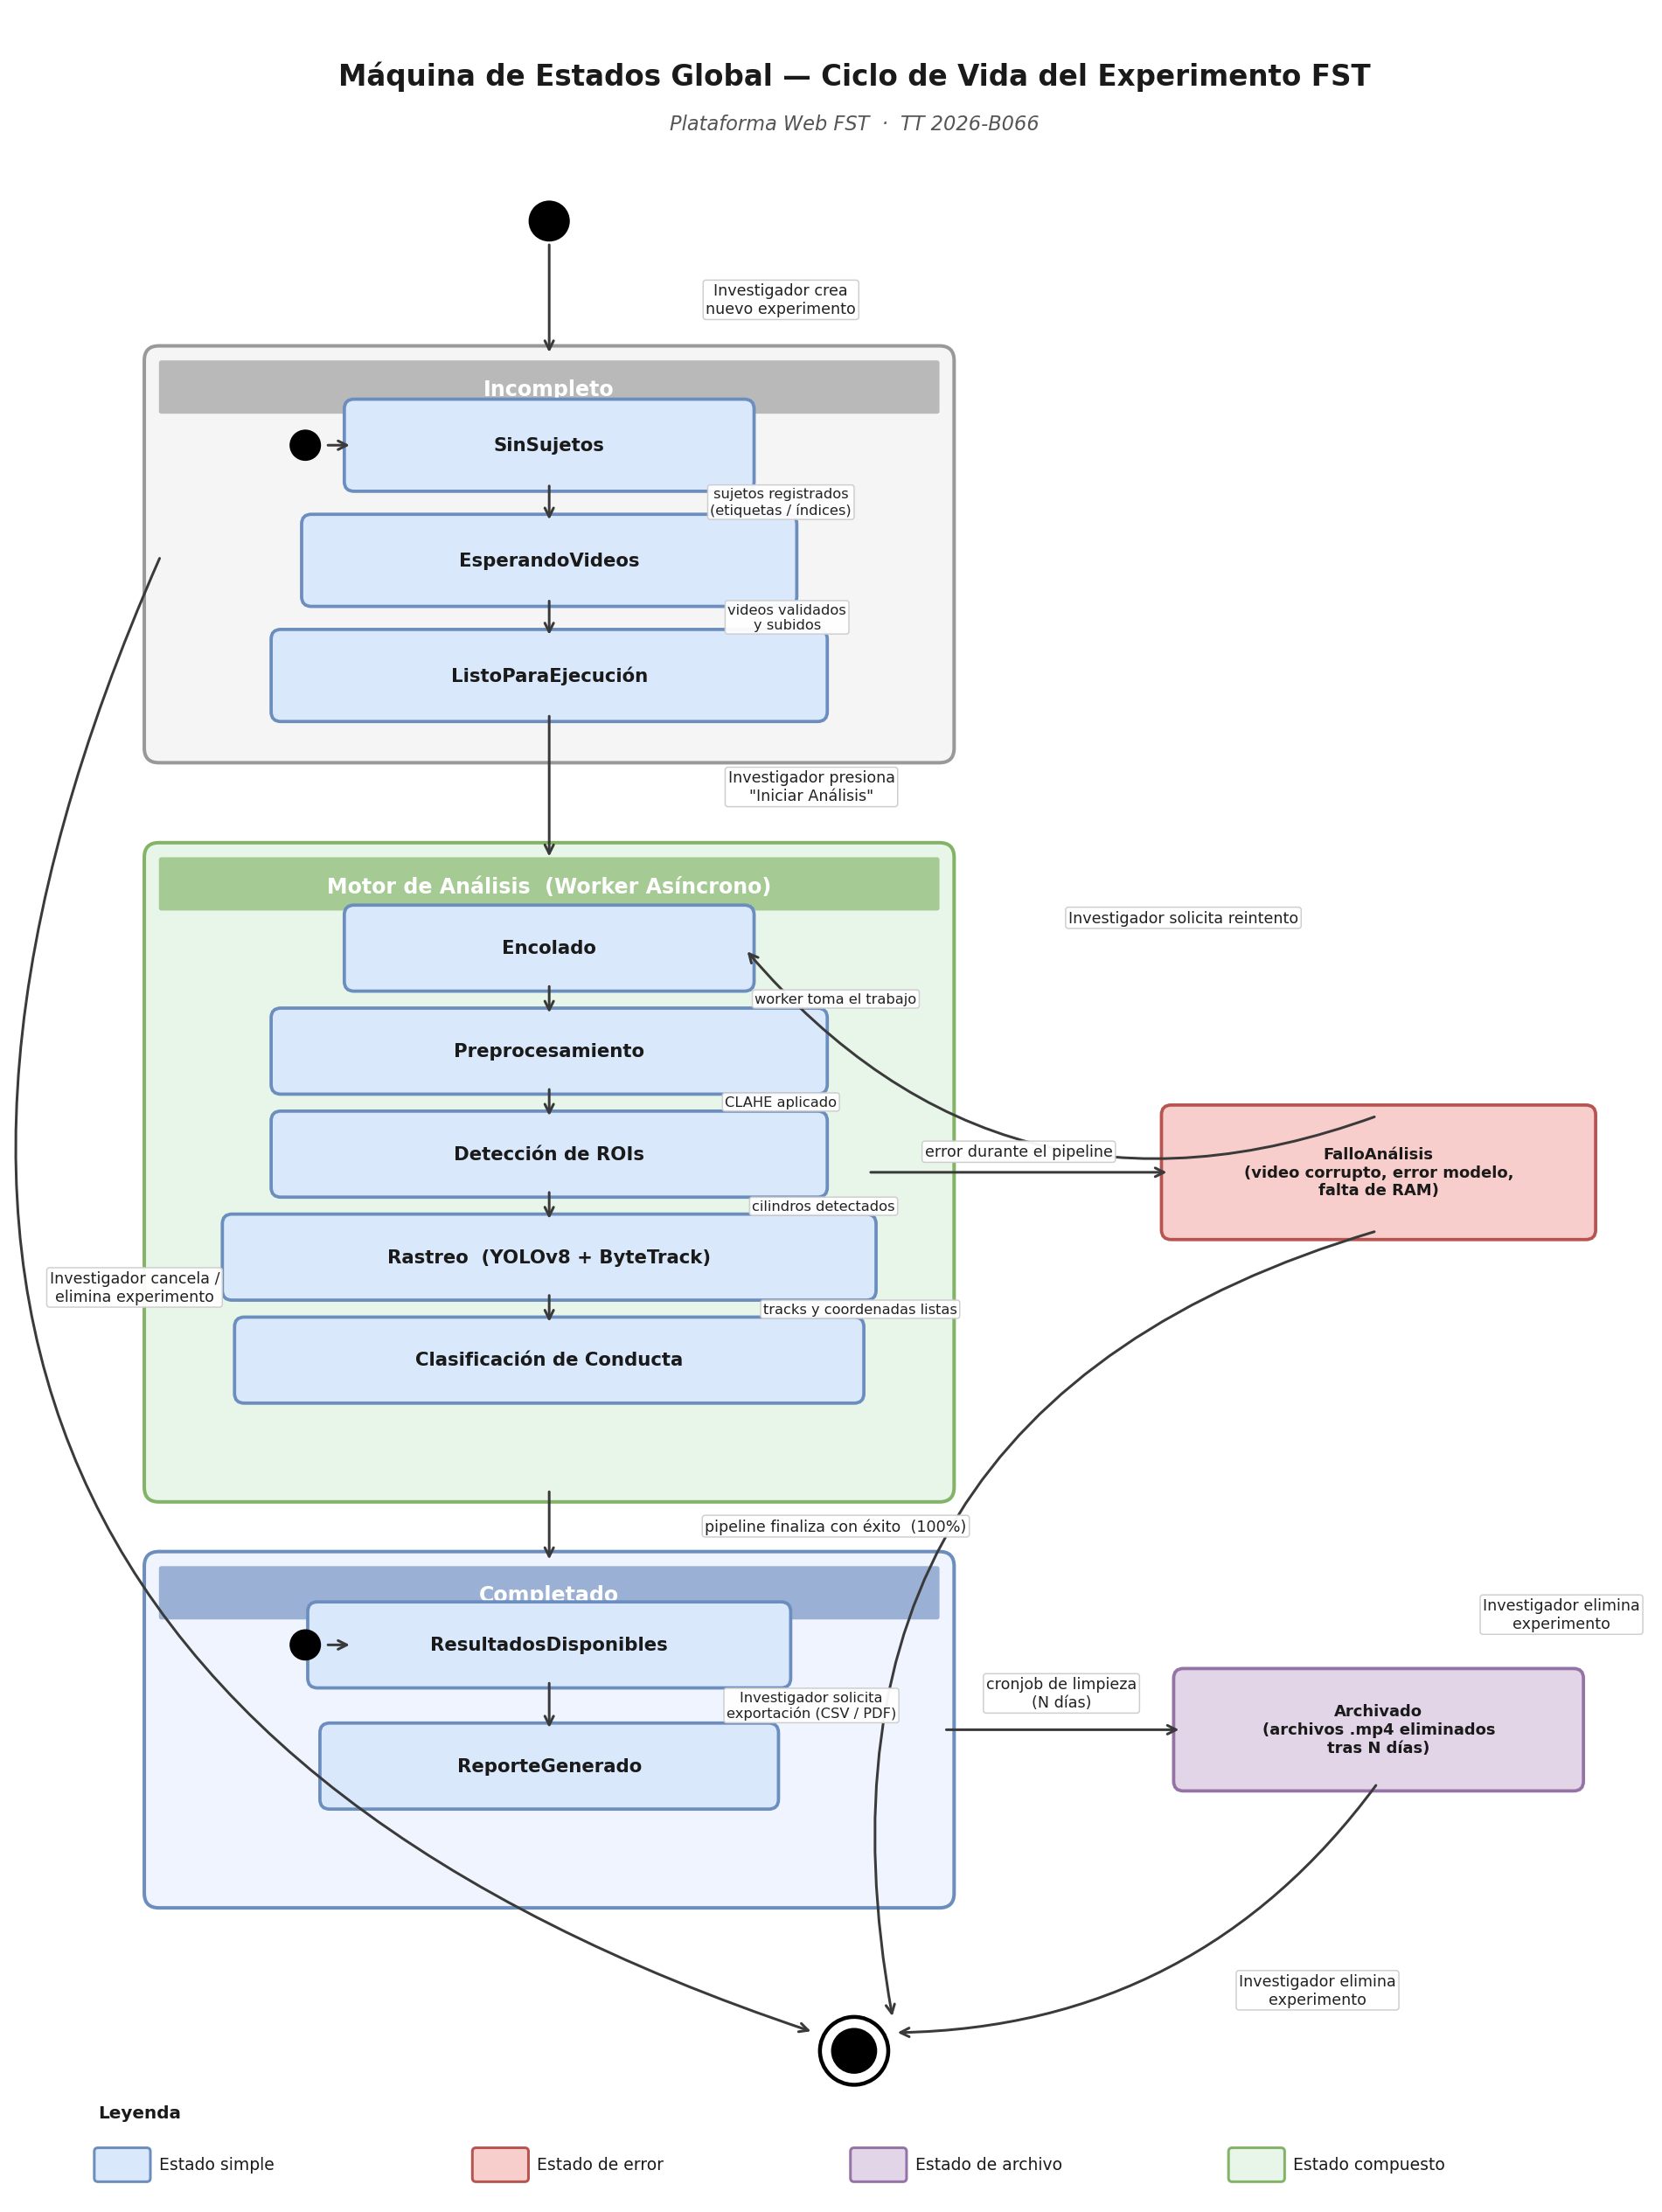 Máquina de Estados Global — Ciclo de Vida del Experimento FST
Plataforma Web FST · TT 2026-B066
Investigador crea
nuevo experimento
Incompleto
SinSujetos
sujetos registrados
(etiquetas / índices)
EsperandoVideos
videos validados
y subidos
ListoParaEjecución
Investigador presiona
"Iniciar Análisis"
Motor de Análisis (Worker Asíncrono)
Investigador solicita reintento
Encolado
worker toma el trabajo
Preprocesamiento
CLAHE aplicado
Detección de ROIs
error durante el pipeline
FalloAnálisis
(video corrupto, error modelo,
falta de RAM)
cilindros detectados
Rastreo (YOLOv8 + ByteTrack)
Investigador cancela /
elimina experimento
tracks y coordenadas listas
Clasificación de Conducta
pipeline finaliza con éxito (100%)
Completado
Investigador elimina
experimento
ResultadosDisponibles
Investigador solicita
exportación (CSV / PDF)
cronjob de limpieza
(N días)
Archivado
(archivos .mp4 eliminados
tras N días)
ReporteGenerado
Investigador elimina
experimento
Leyenda
Estado simple
Estado de error
Estado de archivo
Estado compuesto